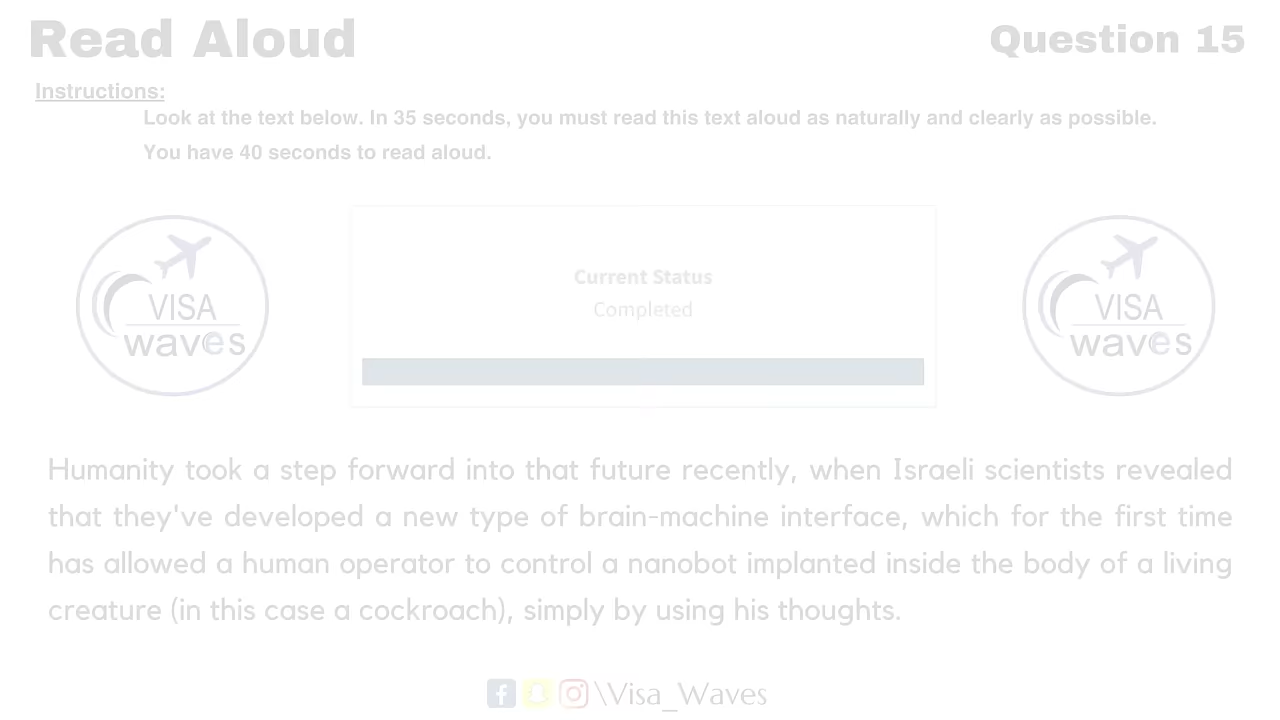 Read Aloud
Question 15
Instructions:
Look at the text below. In 35 seconds, you must read this text aloud as naturally and clearly as possible.
You have 40 seconds to read aloud.
VISA
waves
Current Status
Completed
VISA
waves
Humanity took a step forward into that future recently, when Israeli scientists revealed
that they've developed a new type of brain-machine interface, which for the first time
has allowed a human operator to control a nanobot implanted inside the body of a living
creature (in this case a cockroach), simply by using his thoughts.
\Visa_Waves